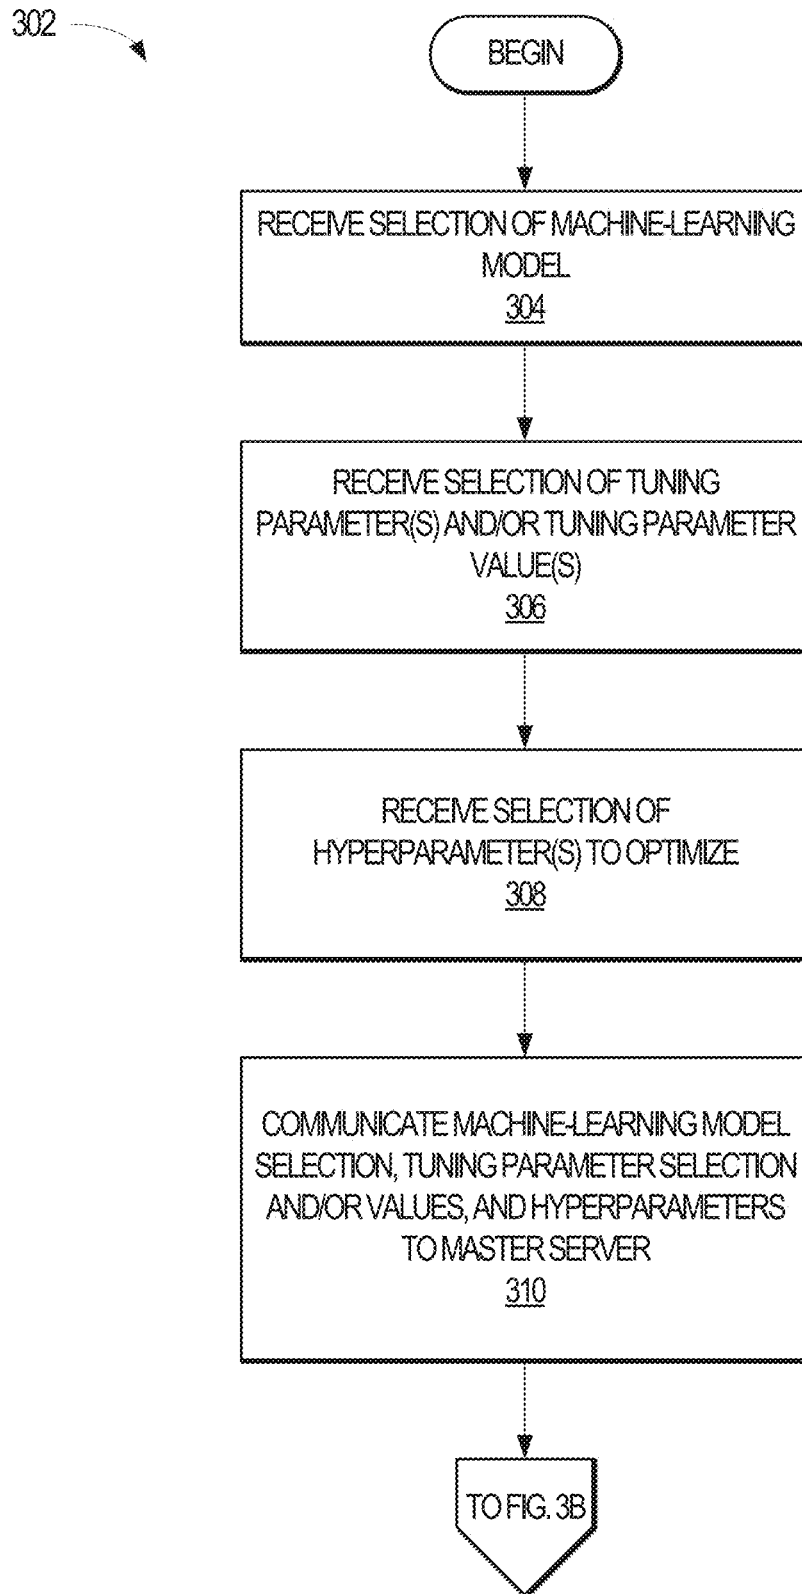 302
BEGIN
RECEIVE SELECTION OF MACHINE-LEARNING
MODEL
304
RECEIVE SELECTION OF TUNING
PARAMETER(S) AND/OR TUNING PARAMETER
VALUE(S)
306
RECEIVE SELECTION OF
HYPERPARAMETER(S) TO OPTIMIZE
308
COMMUNICATE MACHINE-LEARNING MODEL
SELECTION, TUNING PARAMETER SELECTION
AND/OR VALUES, AND HYPERPARAMETERS
TO MASTER SERVER
310
TO FIG. 3B